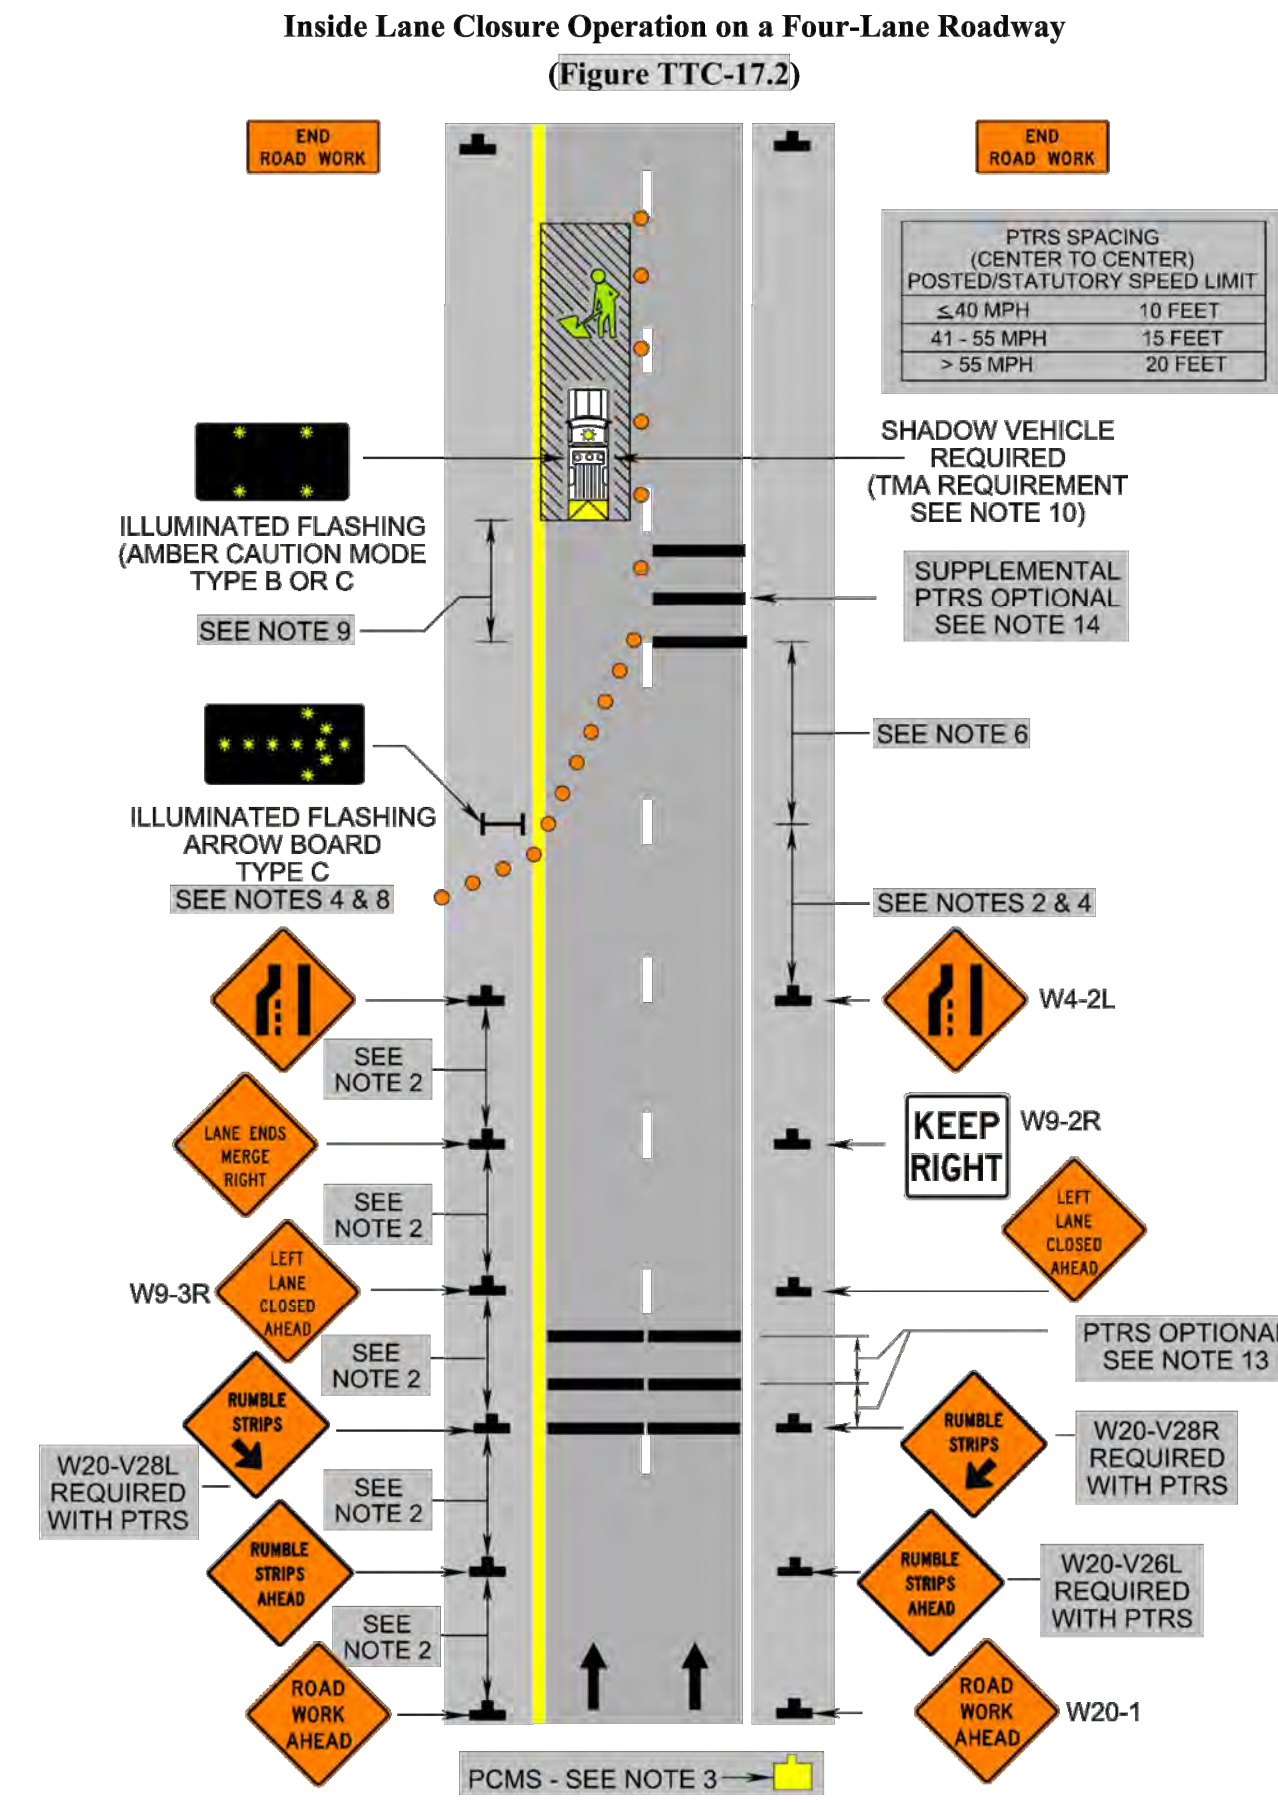 Inside Lane Closure Operation on a Four-Lane Roadway
(Figure TTC-17.2)
END
ROAD WORK
END
ROAD WORK
PTRS SPACING
(CENTER TO CENTER)
POSTED/STATUTORY SPEED LIMIT
≤40 MPH 10 FEET
41 - 55 MPH 15 FEET
> 55 MPH 20 FEET
SHADOW VEHICLE
REQUIRED
(TMA REQUIREMENT
SEE NOTE 10)
ILLUMINATED FLASHING
(AMBER CAUTION MODE
TYPE B OR C
SEE NOTE 9
SUPPLEMENTAL
PTRS OPTIONAL
SEE NOTE 14
SEE NOTE 6
ILLUMINATED FLASHING
ARROW BOARD
TYPE C
SEE NOTES 4 & 8
SEE NOTES 2 & 4
W4-2L
SEE
NOTE 2
LANE ENDS
MERGE
RIGHT
KEEP
RIGHT
W9-2R
SEE
NOTE 2
LEFT
LANE
CLOSED
AHEAD
W9-3R
LEFT
LANE
CLOSED
AHEAD
SEE
NOTE 2
PTRS OPTIONAL
SEE NOTE 13
RUMBLE
STRIPS
RUMBLE
STRIPS
W20-V28L
REQUIRED
WITH PTRS
W20-V28R
REQUIRED
WITH PTRS
SEE
NOTE 2
RUMBLE
STRIPS
AHEAD
RUMBLE
STRIPS
AHEAD
W20-V26L
REQUIRED
WITH PTRS
SEE
NOTE 2
ROAD
WORK
AHEAD
ROAD
WORK
AHEAD
W20-1
PCMS - SEE NOTE 3